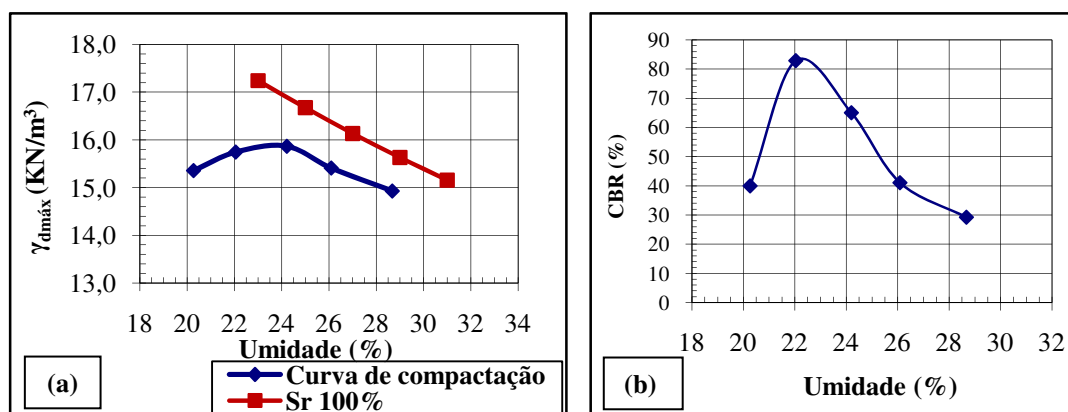 18,0
17,0
16,0
15,0
14,0
13,0
γdmáx (KN/m³)
18 20 22 24 26 28 30 32 34
Umidade (%)
(a)
Curva de compactação
Sr 100%
90
80
70
60
50
40
30
20
10
0
CBR (%)
18 20 22 24 26 28 30 32
Umidade (%)
(b)